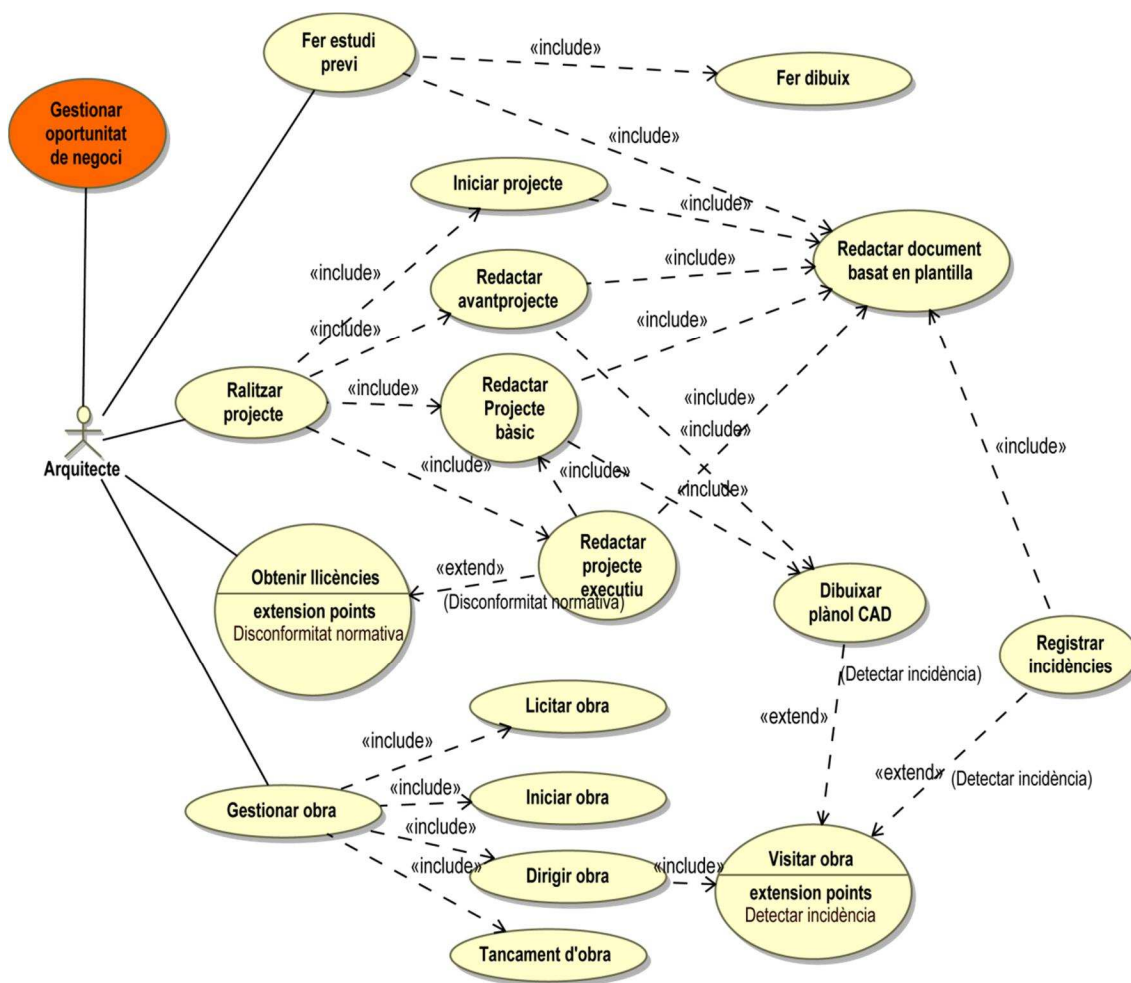 Fer estudi
previ
«include»
Fer dibuix
Gestionar
oportunitat
de negoci
«include»
Iniciar projecte
«include»
Redactar document
basat en plantilla
«include»
Redactar
avantprojecte
«include»
«include»
«include»
Ralitzar
projecte
«include»
Redactar
Projecte
bàsic
«include»
«include»
Arquitecte
«include»
«include»
«include»
«include»
Redactar
projecte
executiu
Obtenir llicències
extension points
Disconformitat normativa
«extend»
(Disconformitat normativa)
Dibuixar
plànol CAD
Registrar
incidències
(Detectar incidència)
«extend»
Licitar obra
«include»
«extend»
(Detectar incidència)
Gestionar obra
«include»
Iniciar obra
«include»
«include»
Dirigir obra
«include»
Visitar obra
extension points
Detectar incidència
Tancament d'obra